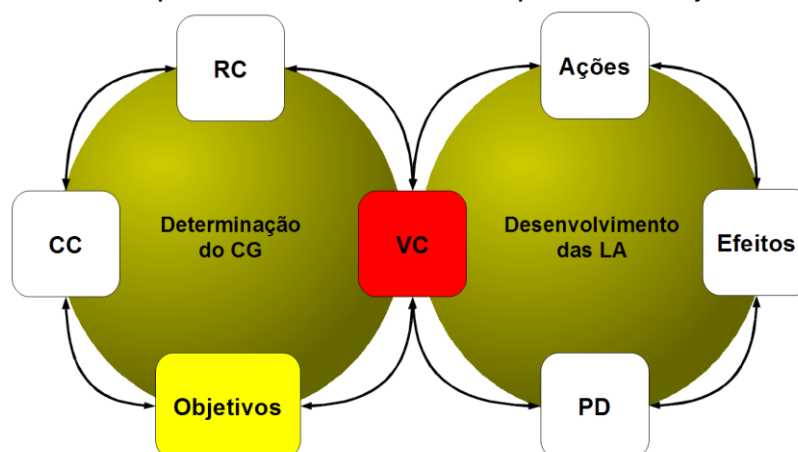 RC
Ações
CC
Determinação
do CG
VC
Desenvolvimento
das LA
Efeitos
Objetivos
PD